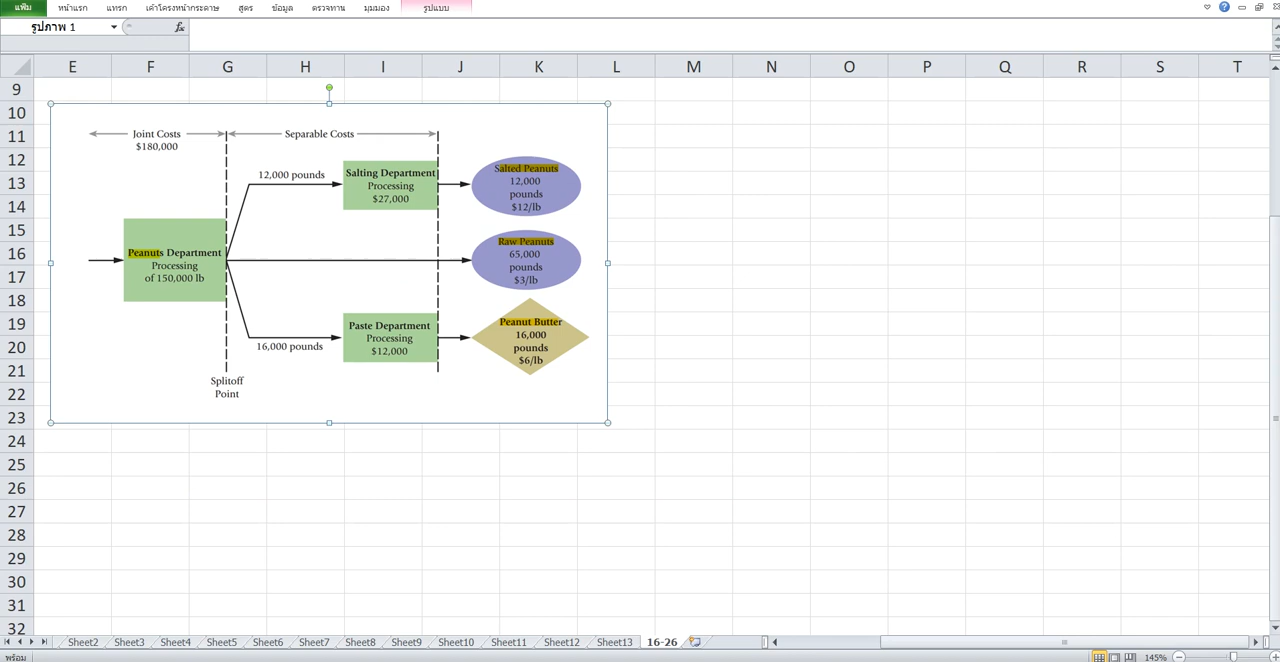 แฟ้ม หน้าแรก แทรก เค้าโครงหน้ากระดาษ สูตร ข้อมูล ตรวจทาน มุมมอง รูปแบบ
รูปภาพ 1 fx
E F G H I J K L M N O P Q R S T
9
10
11
12
13
14
15
16
17
18
19
20
21
22
23
24
25
26
27
28
29
30
31
32
Joint Costs
$180,000
Separable Costs
12,000 pounds
Salting Department
Processing
$27,000
Salted Peanuts
12,000
pounds
$12/lb
Peanuts Department
Processing
of 150,000 lb
Raw Peanuts
65,000
pounds
$3/lb
16,000 pounds
Paste Department
Processing
$12,000
Peanut Butter
16,000
pounds
$6/lb
Splitoff
Point
Sheet2 Sheet3 Sheet4 Sheet5 Sheet6 Sheet7 Sheet8 Sheet9 Sheet10 Sheet11 Sheet12 Sheet13 16-26
พร้อม 145%